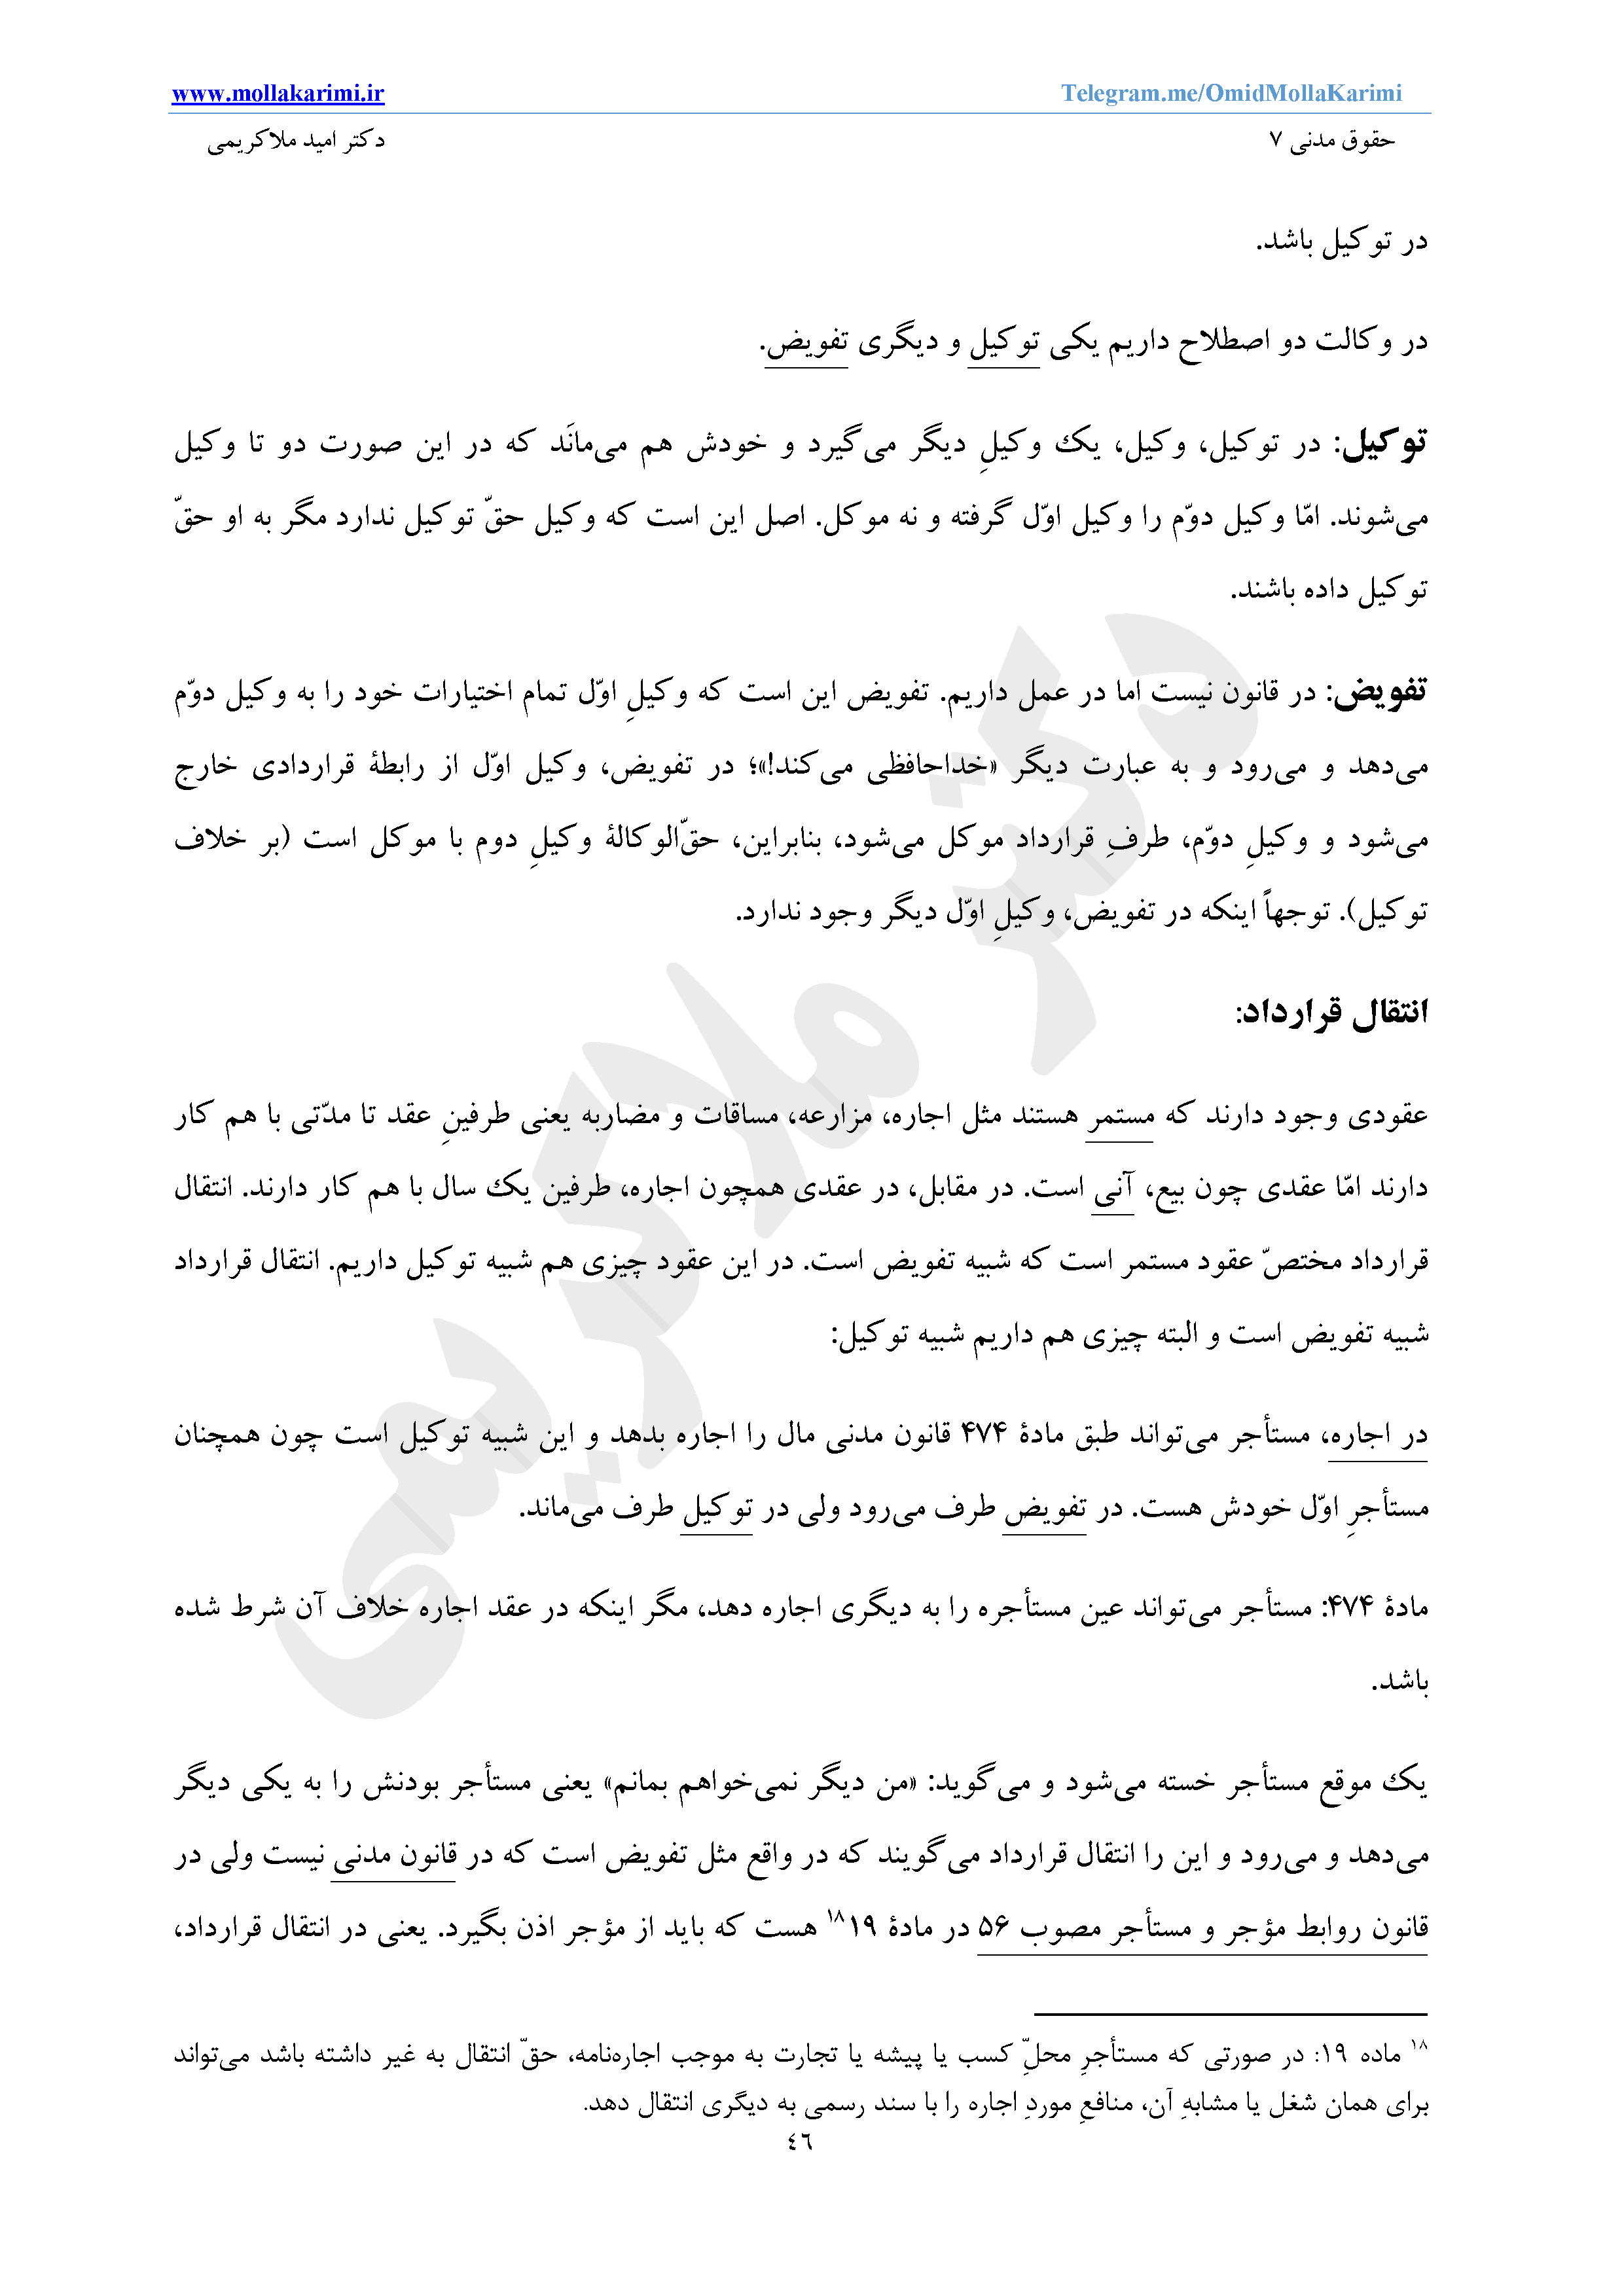 www.mollakarimi.ir Telegram.me/OmidMollaKarimi
حقوق مدنی ۷ دکتر امید ملاکریمی
در توکیل باشد.
در وکالت دو اصطلاح داریم یکی توکیل و دیگری تفویض.
توکیل: در توکیل، وکیل، یک وکیلِ دیگر می‌گیرد و خودش هم می‌مانَد که در این صورت دو تا وکیل
می‌شوند. امّا وکیل دوّم را وکیل اوّل گرفته و نه موکل. اصل این است که وکیل حقّ توکیل ندارد مگر به او حقّ
توکیل داده باشند.
تفویض: در قانون نیست اما در عمل داریم. تفویض این است که وکیلِ اوّل تمام اختیارات خود را به وکیل دوّم
می‌دهد و می‌رود و به عبارت دیگر «خداحافظی می‌کند!»؛ در تفویض، وکیل اوّل از رابطهٔ قراردادی خارج
می‌شود و وکیلِ دوّم، طرفِ قرارداد موکل می‌شود، بنابراین، حقّ‌الوکالهٔ وکیلِ دوم با موکل است (بر خلاف
توکیل). توجهاً اینکه در تفویض، وکیلِ اوّل دیگر وجود ندارد.
انتقال قرارداد:
عقودی وجود دارند که مستمر هستند مثل اجاره، مزارعه، مساقات و مضاربه یعنی طرفینِ عقد تا مدّتی با هم کار
دارند امّا عقدی چون بیع، آنی است. در مقابل، در عقدی همچون اجاره، طرفین یک سال با هم کار دارند. انتقال
قرارداد مختصّ عقود مستمر است که شبیه تفویض است. در این عقود چیزی هم شبیه توکیل داریم. انتقال قرارداد
شبیه تفویض است و البته چیزی هم داریم شبیه توکیل:
در اجاره، مستأجر می‌تواند طبق مادهٔ ۴۷۴ قانون مدنی مال را اجاره بدهد و این شبیه توکیل است چون همچنان
مستأجرِ اوّل خودش هست. در تفویض طرف می‌رود ولی در توکیل طرف می‌ماند.
مادهٔ ۴۷۴: مستأجر می‌تواند عین مستأجره را به دیگری اجاره دهد، مگر اینکه در عقد اجاره خلاف آن شرط شده
باشد.
یک موقع مستأجر خسته می‌شود و می‌گوید: «من دیگر نمی‌خواهم بمانم» یعنی مستأجر بودنش را به یکی دیگر
می‌دهد و می‌رود و این را انتقال قرارداد می‌گویند که در واقع مثل تفویض است که در قانون مدنی نیست ولی در
قانون روابط مؤجر و مستأجر مصوب ۵۶ در مادهٔ ۱۹۱۸ هست که باید از مؤجر اذن بگیرد. یعنی در انتقال قرارداد،
۱۸ ماده ۱۹: در صورتی که مستأجرِ محلِّ کسب یا پیشه یا تجارت به موجب اجاره‌نامه، حقّ انتقال به غیر داشته باشد می‌تواند
برای همان شغل یا مشابهِ آن، منافعِ موردِ اجاره را با سند رسمی به دیگری انتقال دهد.
٤٦
دکتر ملاکریمی